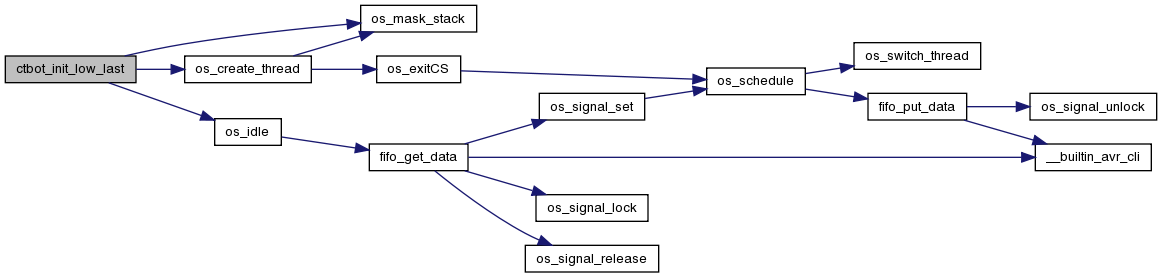 ctbot_init_low_last
os_mask_stack
os_create_thread
os_idle
os_exitCS
fifo_get_data
os_signal_set
os_signal_lock
os_signal_release
os_schedule
os_switch_thread
fifo_put_data
os_signal_unlock
__builtin_avr_cli